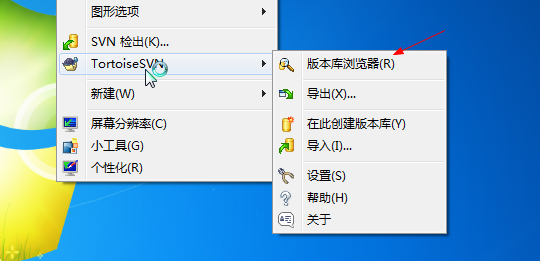 图形选项
SVN 检出(K)...
TortoiseSVN
新建(W)
屏幕分辨率(C)
小工具(G)
个性化(R)
版本库浏览器(R)
导出(X)...
在此创建版本库(Y)
导入(I)...
设置(S)
帮助(H)
关于